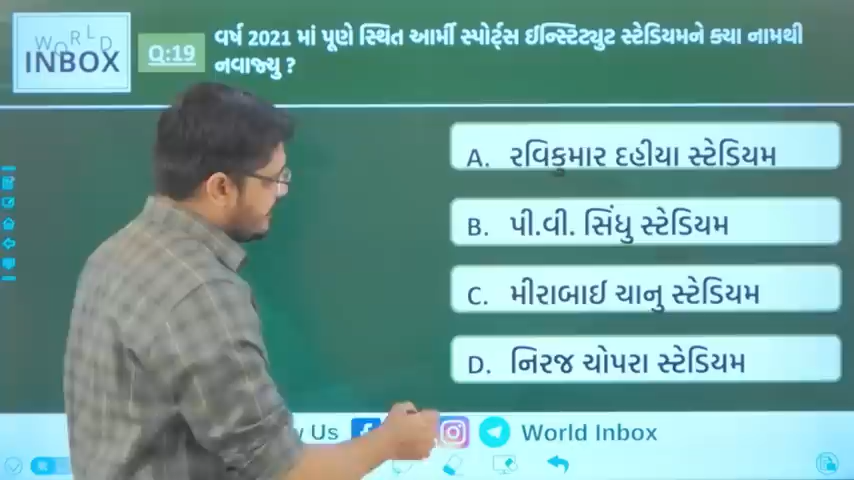 WORLD
INBOX
Q:19
વર્ષ 2021 માં પૂણે સ્થિત આર્મી સ્પોર્ટ્સ ઈન્સ્ટિટ્યુટ સ્ટેડિયમને ક્યા નામથી
નવાજ્યુ ?
A. રવિકુમાર દહીયા સ્ટેડિયમ
B. પી.વી. સિંધુ સ્ટેડિયમ
C. મીરાબાઈ ચાનુ સ્ટેડિયમ
D. નિરજ ચોપરા સ્ટેડિયમ
Us
World Inbox